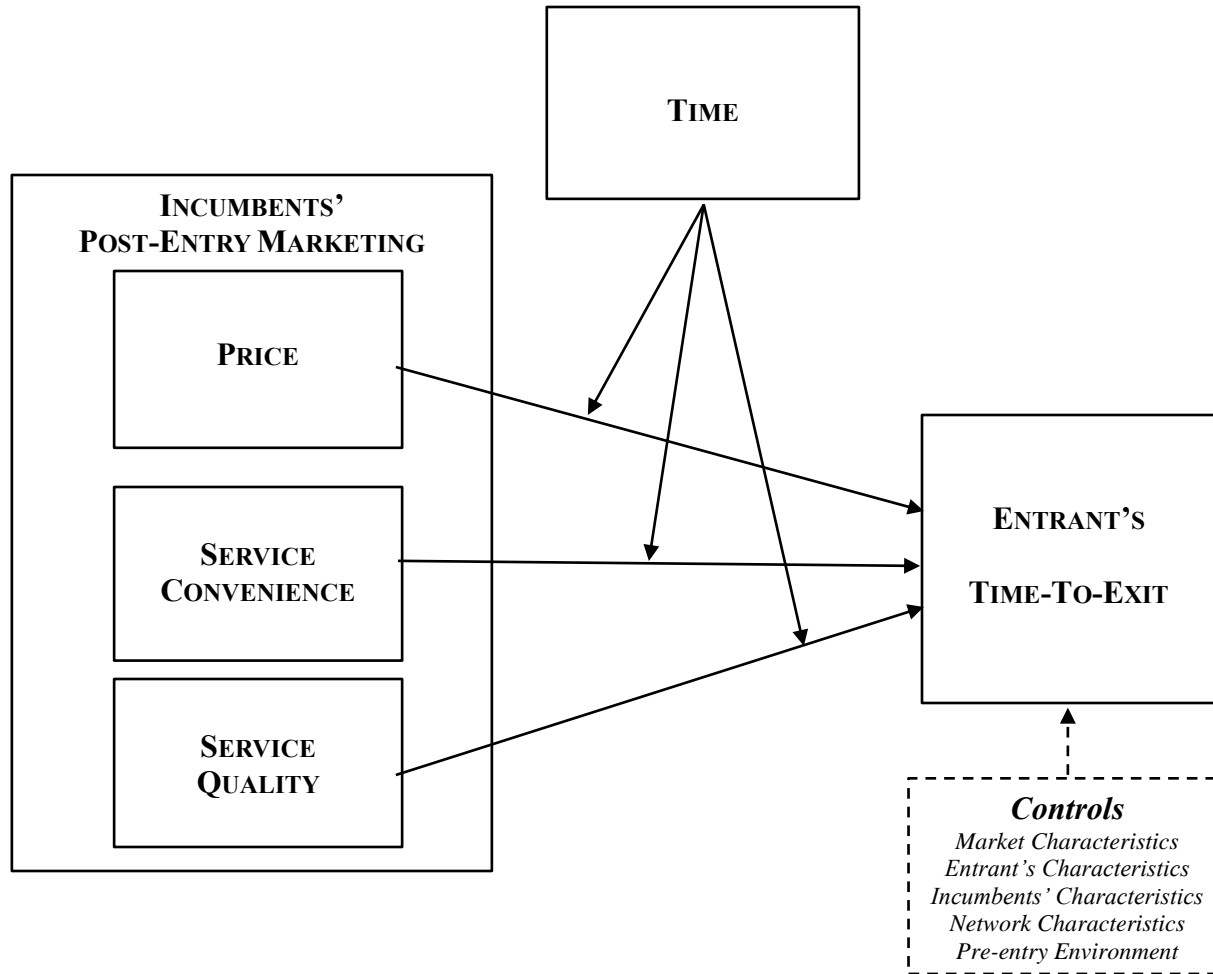 TIME
INCUMBENTS’
POST-ENTRY MARKETING
PRICE
SERVICE
CONVENIENCE
SERVICE
QUALITY
ENTRANT’S
TIME-TO-EXIT
Controls
Market Characteristics
Entrant’s Characteristics
Incumbents’ Characteristics
Network Characteristics
Pre-entry Environment